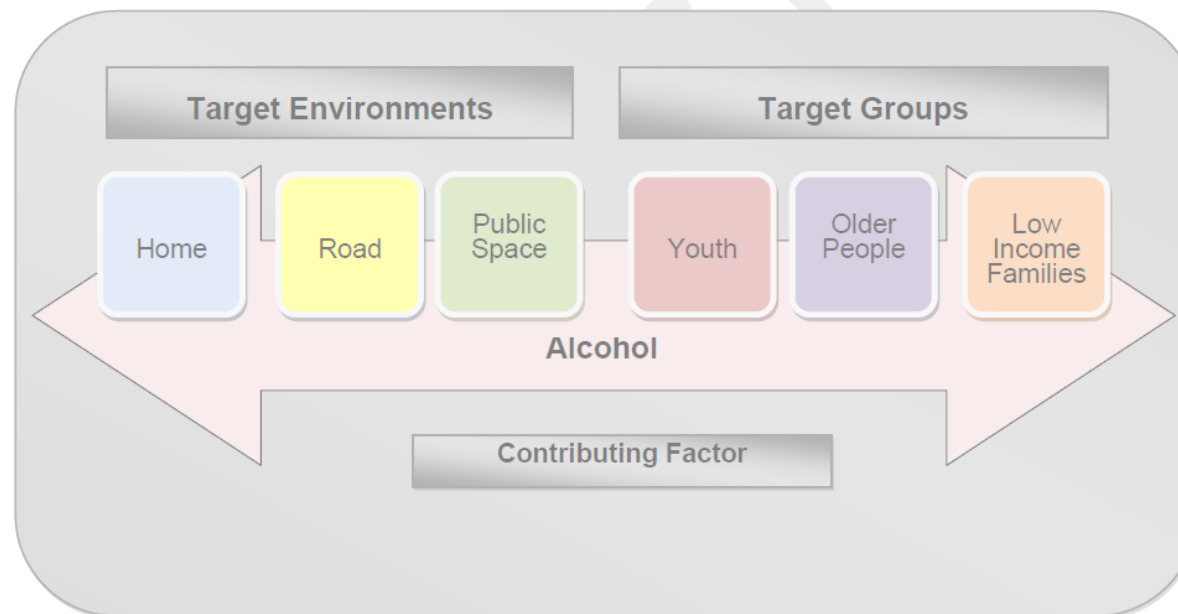 Target Environments
Target Groups
Home
Road
Public
Space
Youth
Older
People
Low
Income
Families
Alcohol
Contributing Factor